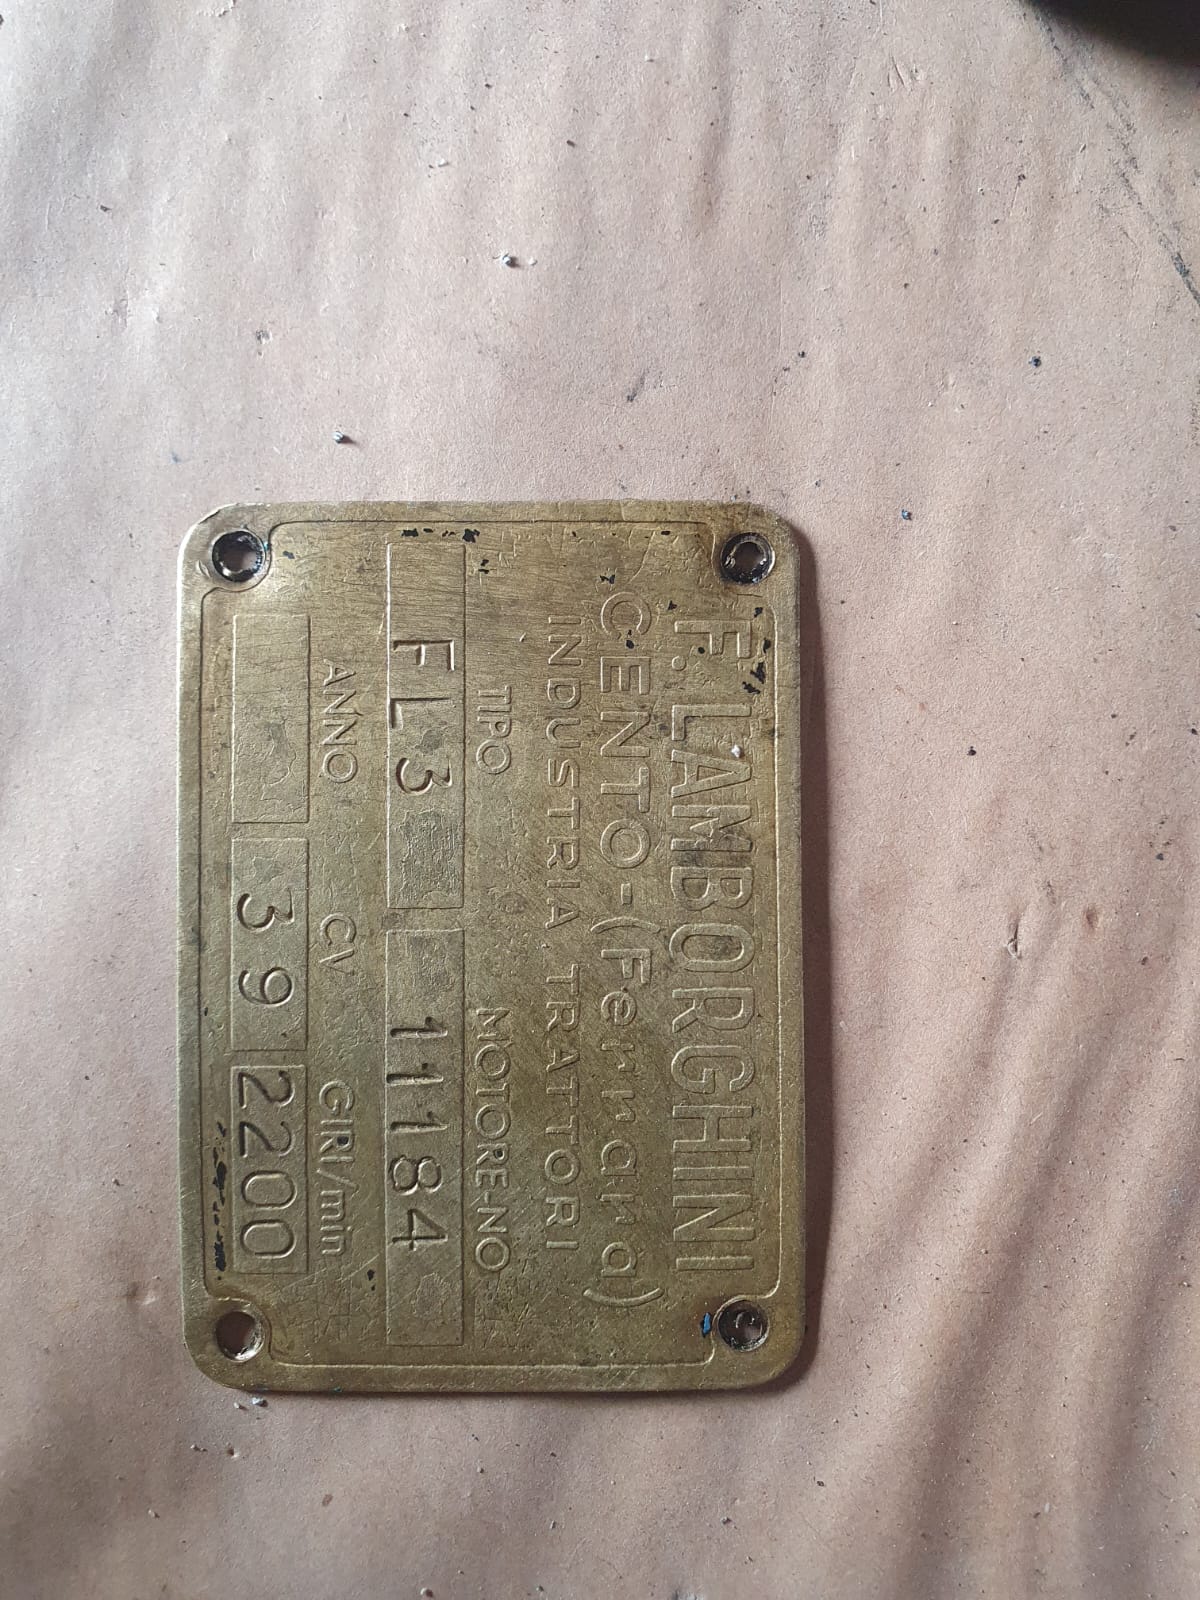 F. LAMBORGHINI
CENTO-(Ferrara)
INDUSTRIA TRATTORI
TIPO MOTORE-NO
FL3 11184
ANNO CV GIRI/min
39 2200